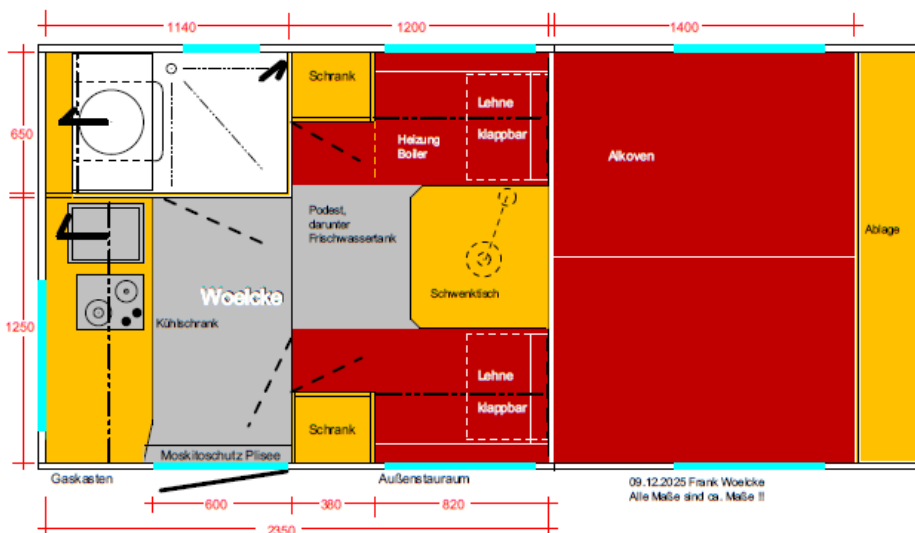 1140
1200
1400
Schrank
Lehne
klappbar
Heizung
Boiler
Alkoven
650
Podest,
darunter
Frischwassertank
Ablage
Woelcke
Schwenktisch
Kühlschrank
1250
Lehne
klappbar
Schrank
Moskitoschutz Plisee
Gaskasten
Außenstauraum
09.12.2025 Frank Woelcke
Alle Maße sind ca. Maße !!
600
380
820
2350